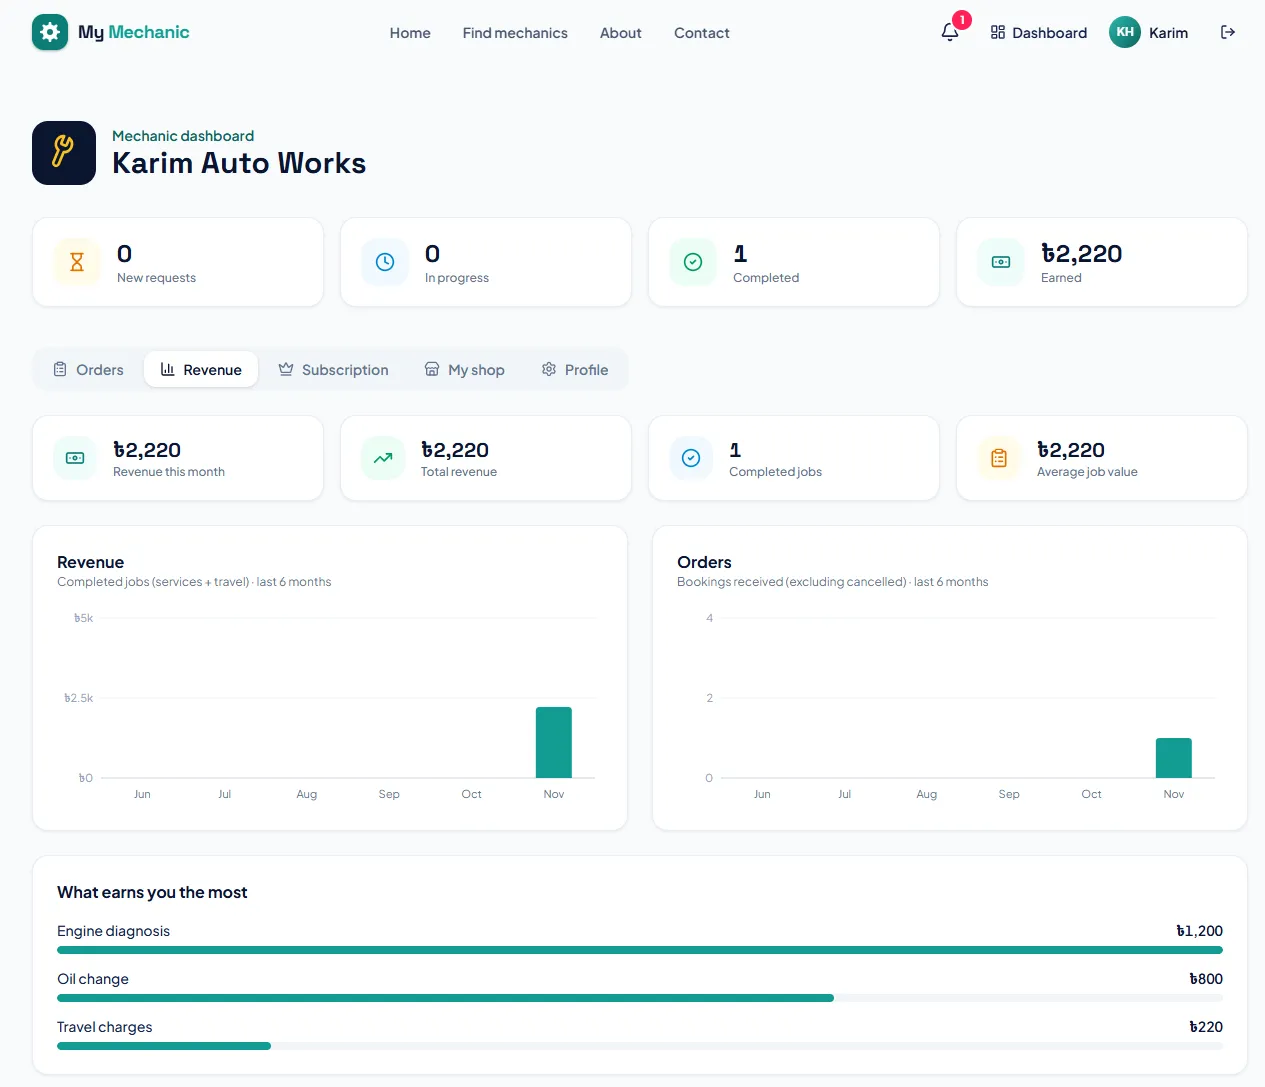 My Mechanic
Home
Find mechanics
About
Contact
1
Dashboard
KH
Karim
Mechanic dashboard
Karim Auto Works
0
New requests
0
In progress
1
Completed
৳2,220
Earned
Orders
Revenue
Subscription
My shop
Profile
৳2,220
Revenue this month
৳2,220
Total revenue
1
Completed jobs
৳2,220
Average job value
Revenue
Completed jobs (services + travel) · last 6 months
৳5k
৳2.5k
৳0
Jun
Jul
Aug
Sep
Oct
Nov
Orders
Bookings received (excluding cancelled) · last 6 months
4
2
0
Jun
Jul
Aug
Sep
Oct
Nov
What earns you the most
Engine diagnosis
৳1,200
Oil change
৳800
Travel charges
৳220